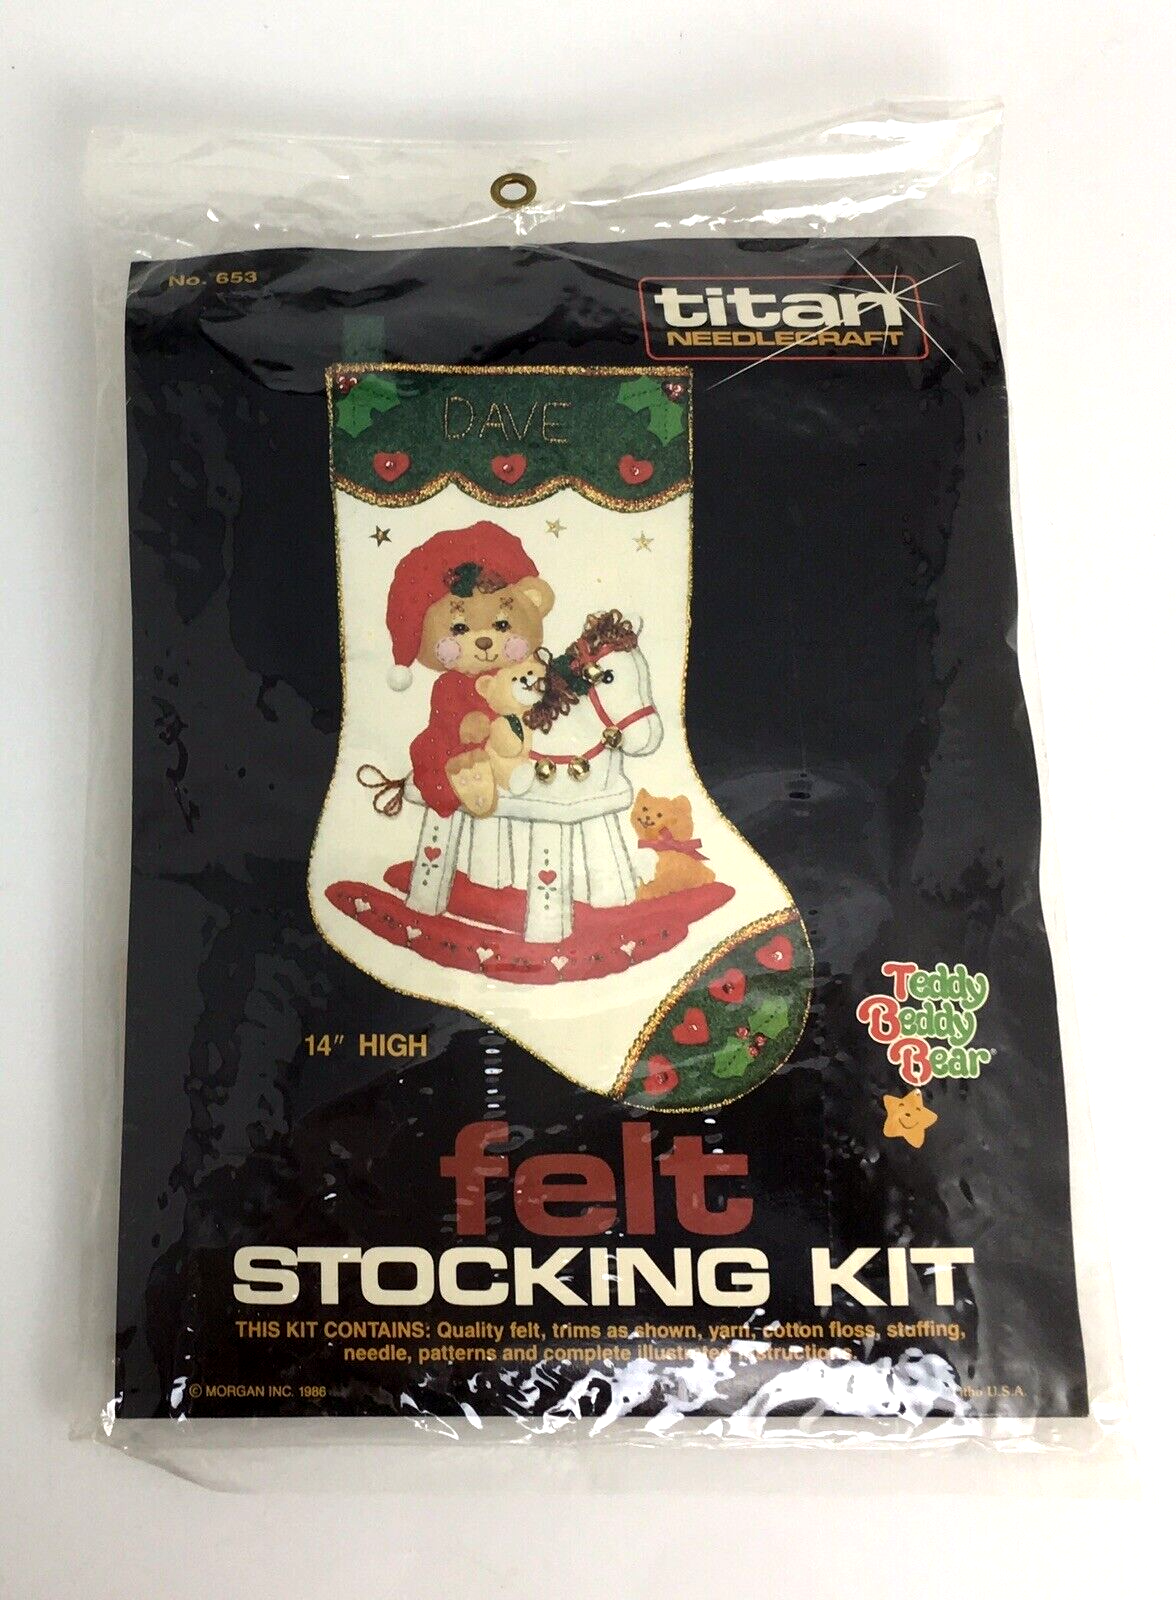 No. 653
titan
NEEDLECRAFT
DAVE
14" HIGH
Teddy
Beddy
Bear®
felt
STOCKING KIT
THIS KIT CONTAINS: Quality felt, trims as shown, yarn, cotton floss, stuffing,
needle, patterns and complete illustrated instructions.
© MORGAN INC. 1986
Litho U.S.A.